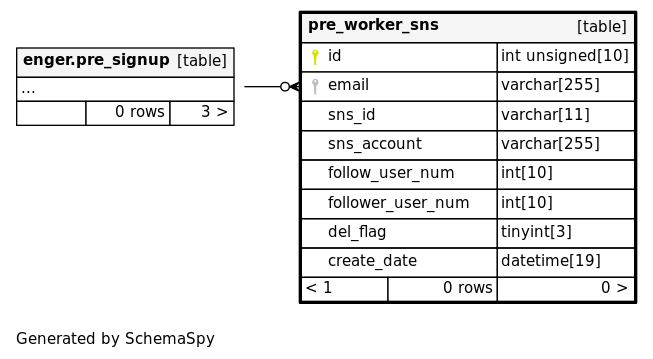 enger.pre_signup [table]
...
0 rows 3 >
pre_worker_sns [table]
id int unsigned[10]
email varchar[255]
sns_id varchar[11]
sns_account varchar[255]
follow_user_num int[10]
follower_user_num int[10]
del_flag tinyint[3]
create_date datetime[19]
< 1 0 rows 0 >
Generated by SchemaSpy